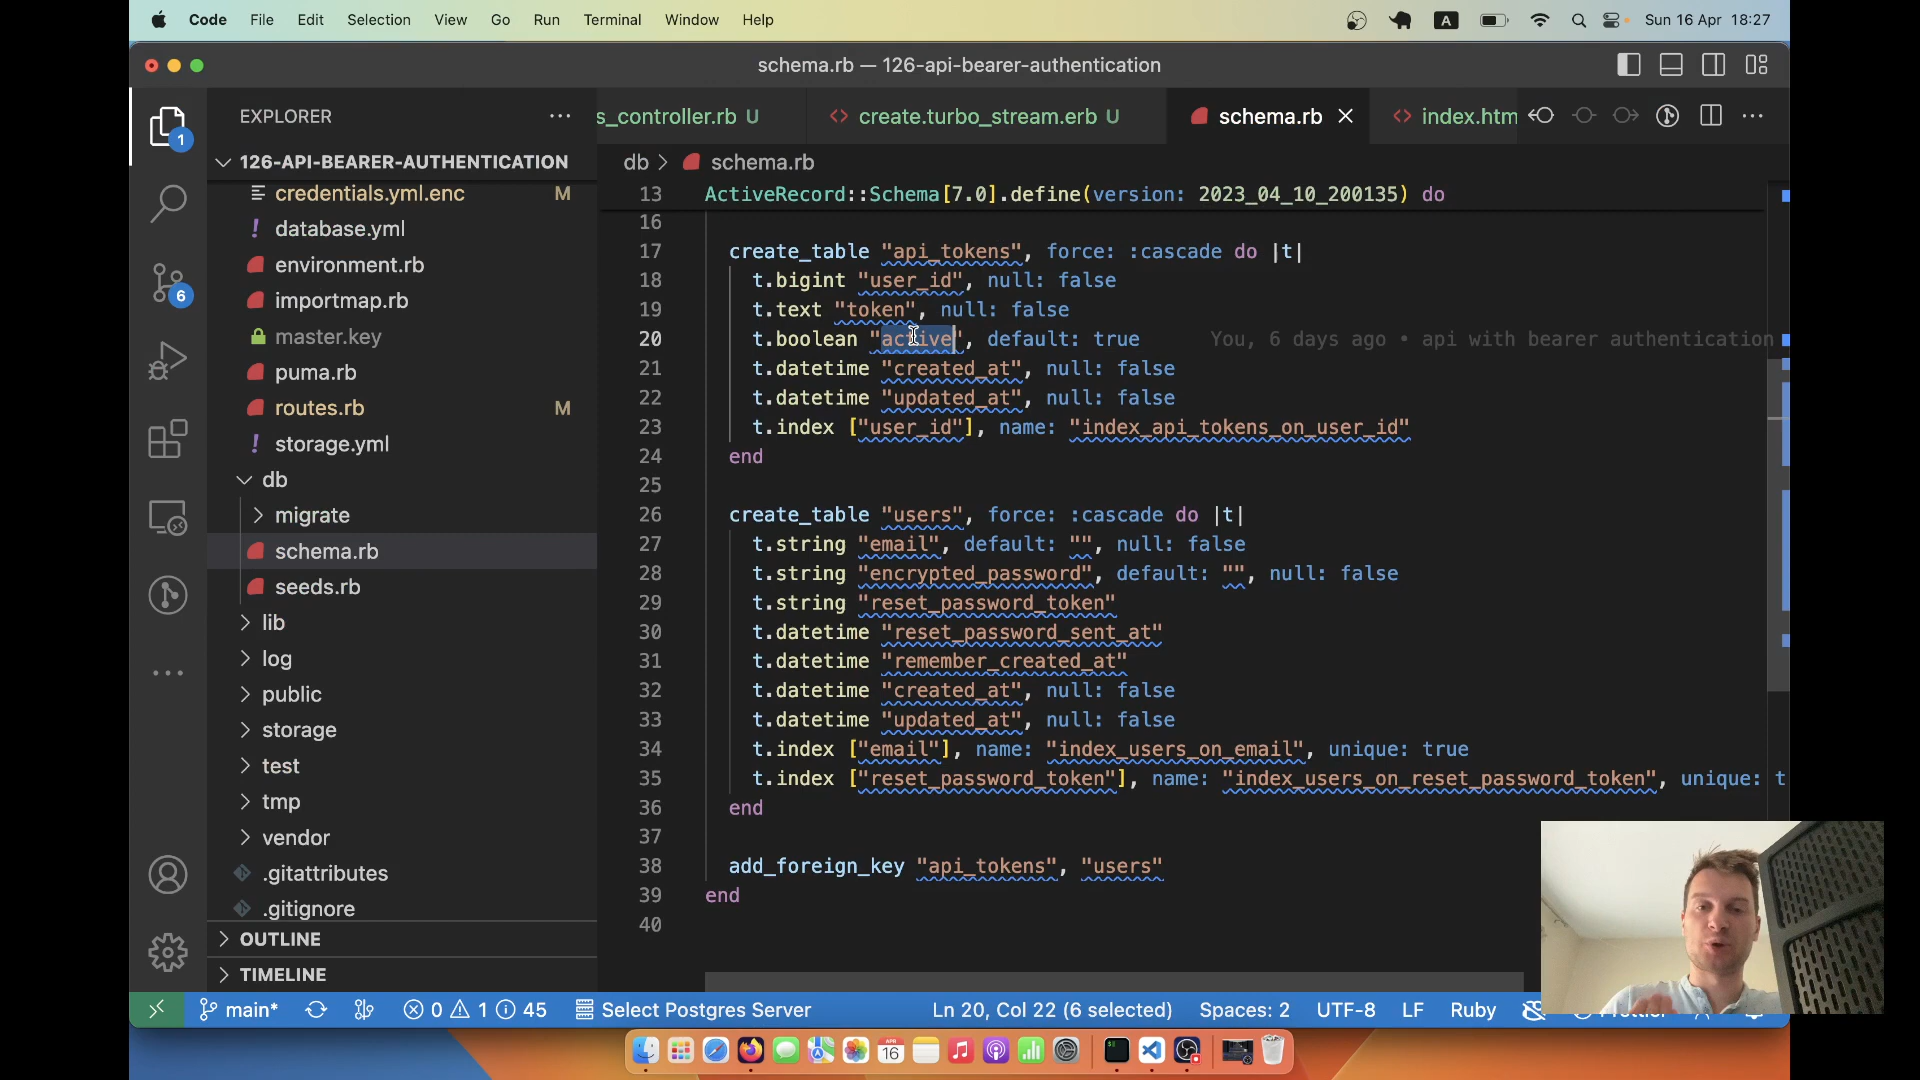 Code File Edit Selection View Go Run Terminal Window Help A Sun 16 Apr 18:27
schema.rb — 126-api-bearer-authentication
EXPLORER
s_controller.rb U
create.turbo_stream.erb U
schema.rb
index.htm
1
6
126-API-BEARER-AUTHENTICATION
credentials.yml.enc M
database.yml
environment.rb
importmap.rb
master.key
puma.rb
routes.rb M
storage.yml
db
migrate
schema.rb
seeds.rb
lib
log
public
storage
test
tmp
vendor
.gitattributes
.gitignore
OUTLINE
TIMELINE
db > schema.rb
13 ActiveRecord::Schema[7.0].define(version: 2023_04_10_200135) do
16
17 create_table "api_tokens", force: :cascade do |t|
18 t.bigint "user_id", null: false
19 t.text "token", null: false
20 t.boolean "active", default: true You, 6 days ago • api with bearer authentication
21 t.datetime "created_at", null: false
22 t.datetime "updated_at", null: false
23 t.index ["user_id"], name: "index_api_tokens_on_user_id"
24 end
25
26 create_table "users", force: :cascade do |t|
27 t.string "email", default: "", null: false
28 t.string "encrypted_password", default: "", null: false
29 t.string "reset_password_token"
30 t.datetime "reset_password_sent_at"
31 t.datetime "remember_created_at"
32 t.datetime "created_at", null: false
33 t.datetime "updated_at", null: false
34 t.index ["email"], name: "index_users_on_email", unique: true
35 t.index ["reset_password_token"], name: "index_users_on_reset_password_token", unique: t
36 end
37
38 add_foreign_key "api_tokens", "users"
39 end
40
main* 0 1 45 Select Postgres Server Ln 20, Col 22 (6 selected) Spaces: 2 UTF-8 LF Ruby
APR
16